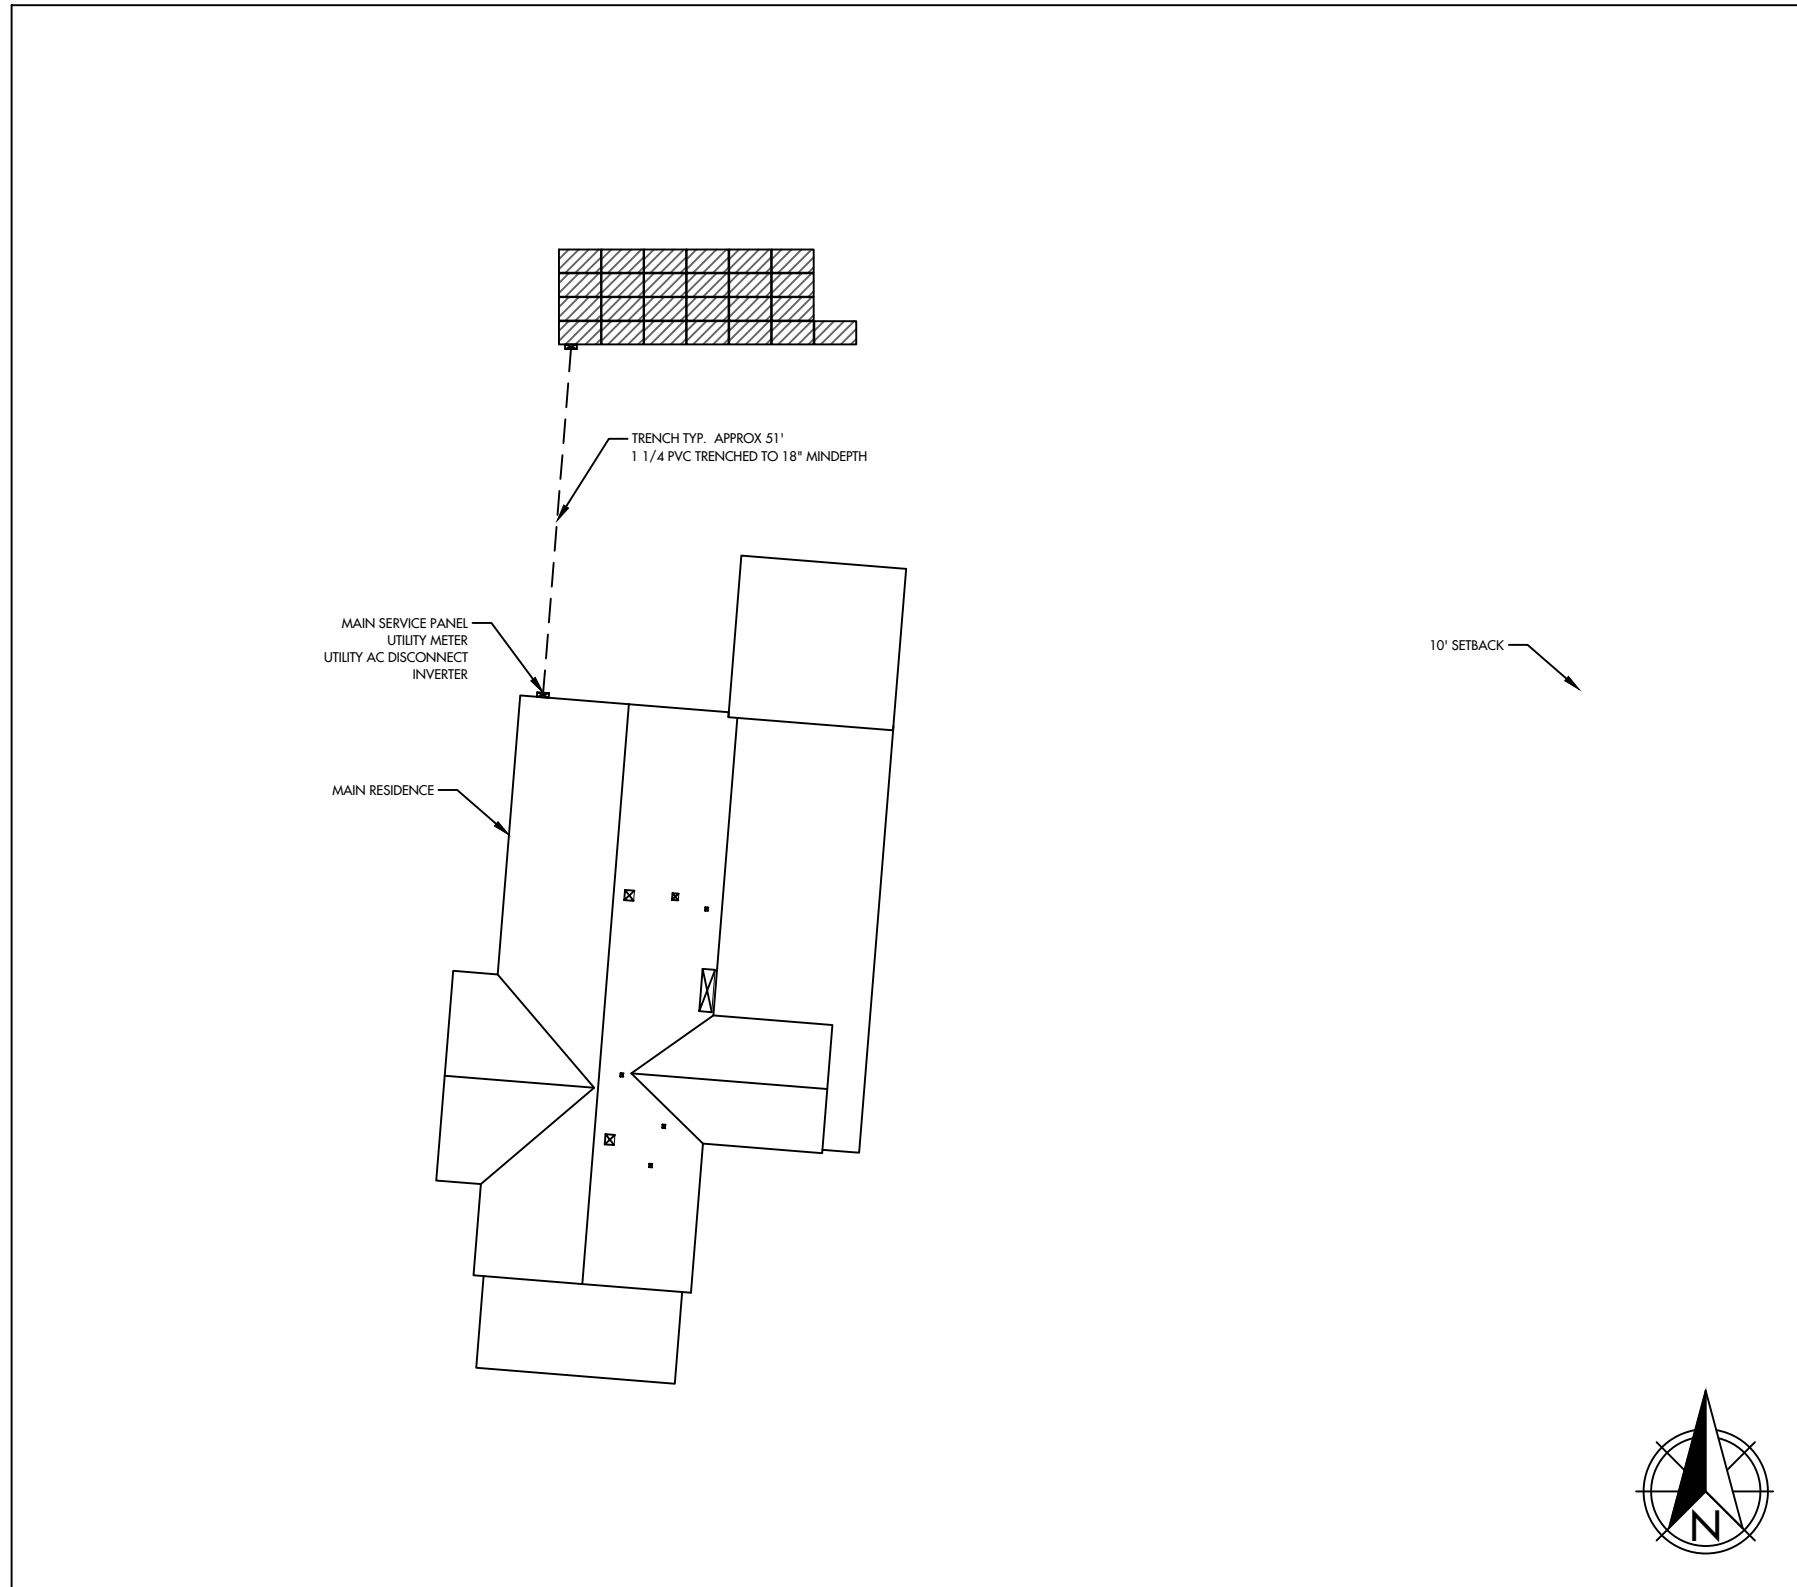 TRENCH TYP. APPROX 51'
1 1/4 PVC TRENCHED TO 18" MINDEPTH
MAIN SERVICE PANEL
UTILITY METER
UTILITY AC DISCONNECT
INVERTER
10' SETBACK
MAIN RESIDENCE
N